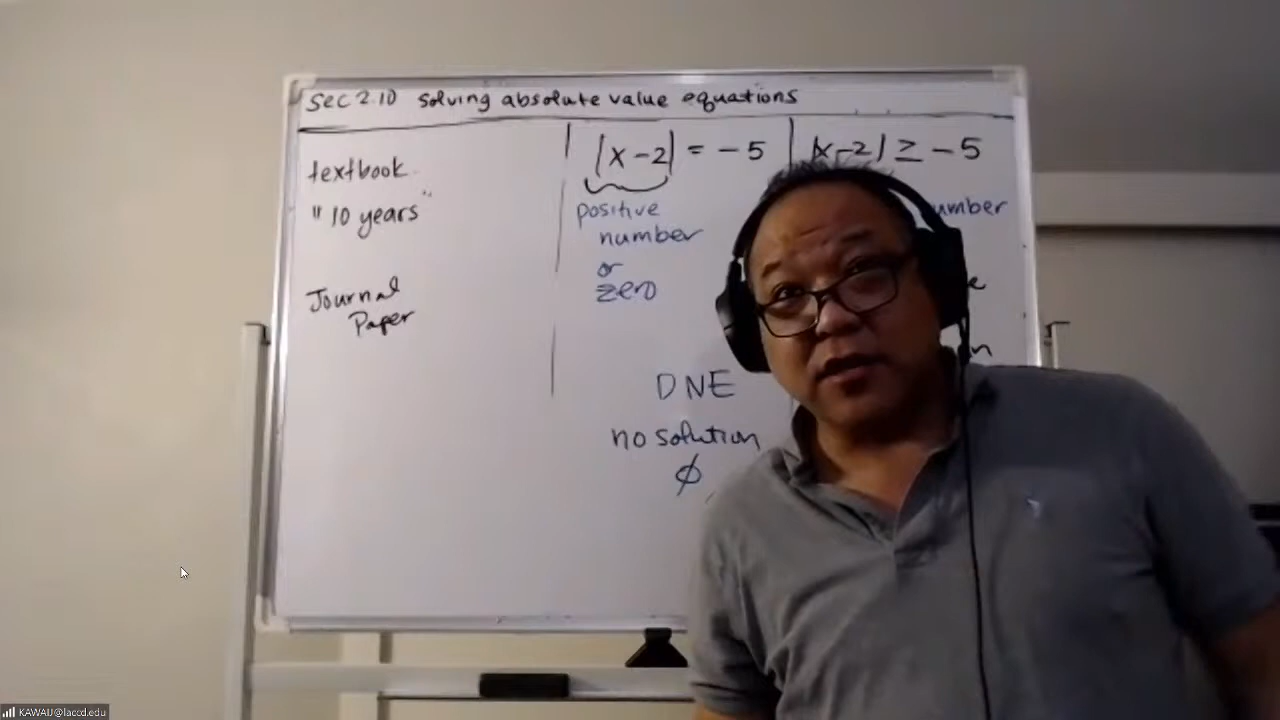 Sec 2.10 Solving absolute value equations
textbook
"10 years"
Journal
Paper
|x-2| = -5
positive
number
or
zero
DNE
no solution
∅
|x-2| ≥ -5
KAWAIJ@laccd.edu